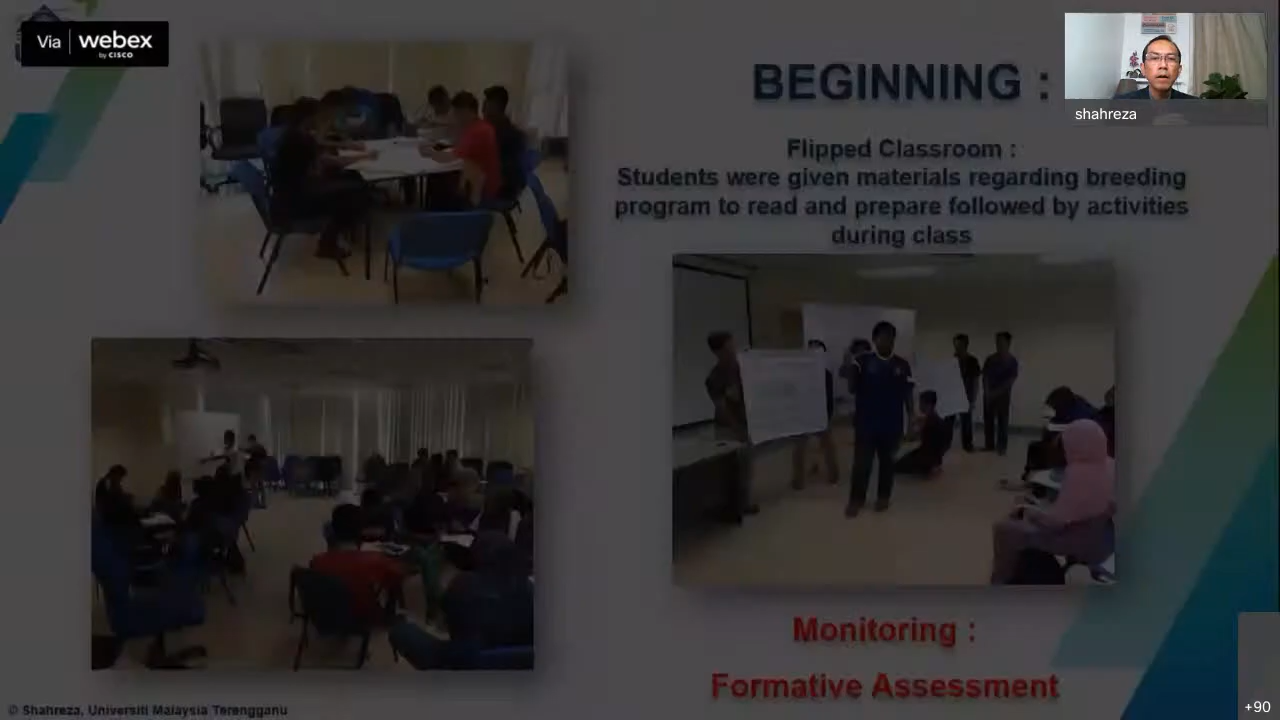 Via webex
by CISCO
BEGINNING :
shahreza
Flipped Classroom :
Students were given materials regarding breeding
program to read and prepare followed by activities
during class
Monitoring :
Formative Assessment
© Shahreza, Universiti Malaysia Terengganu
+90